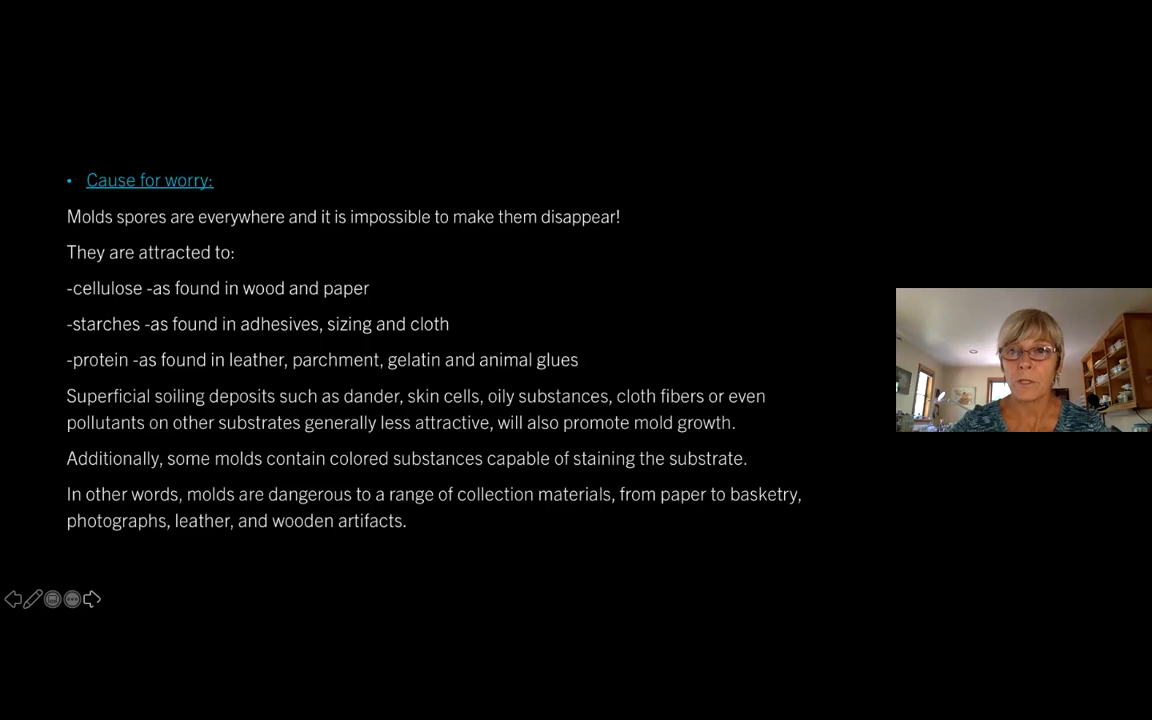 • Cause for worry:
Molds spores are everywhere and it is impossible to make them disappear!
They are attracted to:
-cellulose -as found in wood and paper
-starches -as found in adhesives, sizing and cloth
-protein -as found in leather, parchment, gelatin and animal glues
Superficial soiling deposits such as dander, skin cells, oily substances, cloth fibers or even
pollutants on other substrates generally less attractive, will also promote mold growth.
Additionally, some molds contain colored substances capable of staining the substrate.
In other words, molds are dangerous to a range of collection materials, from paper to basketry,
photographs, leather, and wooden artifacts.